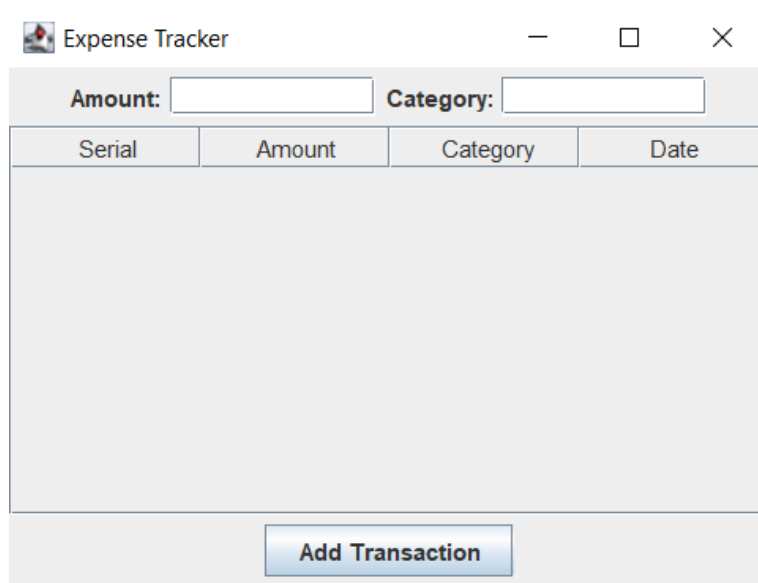 Expense Tracker
Amount: Category:
Serial Amount Category Date
Add Transaction